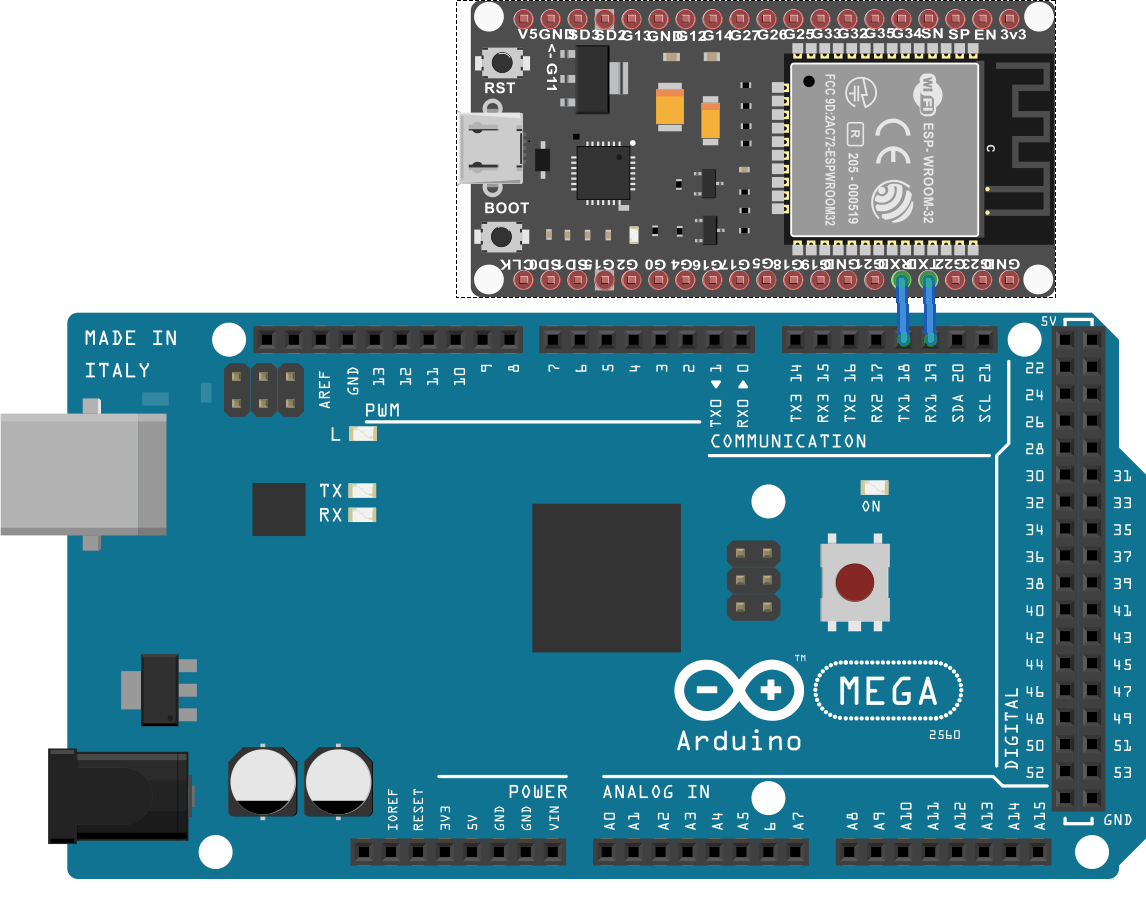 V5 GND SD3 SD2 G13 GND G12 G14 G27 G26 G25 G33 G32 G35 G34 SN SP EN 3v3
<- G11
RST
BOOT
FCC 9D:2AC72-ESPWROOM32
R 205 - 000519
CE
WiFi ESP- WROOM-32
C
CLK SD0 SD1 G15 G2 G0 G4 G16 G17 G5 G18 G19 GND G21 RXD TXD G22 G23 GND
MADE IN
ITALY
AREF GND 13 12 11 10 9 8
7 6 5 4 3 2 TX0 1 RX0 0
TX3 14 RX3 15 TX2 16 RX2 17 TX1 18 RX1 19 SDA 20 SCL 21
PWM
COMMUNICATION
L
TX
RX
ON
5V
22
24
26
28
30 31
32 33
34 35
36 37
38 39
40 41
42 43
44 45
46 47
48 49
50 51
52 53
GND
DIGITAL
TM
MEGA
Arduino
2560
POWER
ANALOG IN
IOREF RESET 3V3 5V GND GND VIN
A0 A1 A2 A3 A4 A5 6 A7
A8 A9 A10 A11 A12 A13 A14 A15